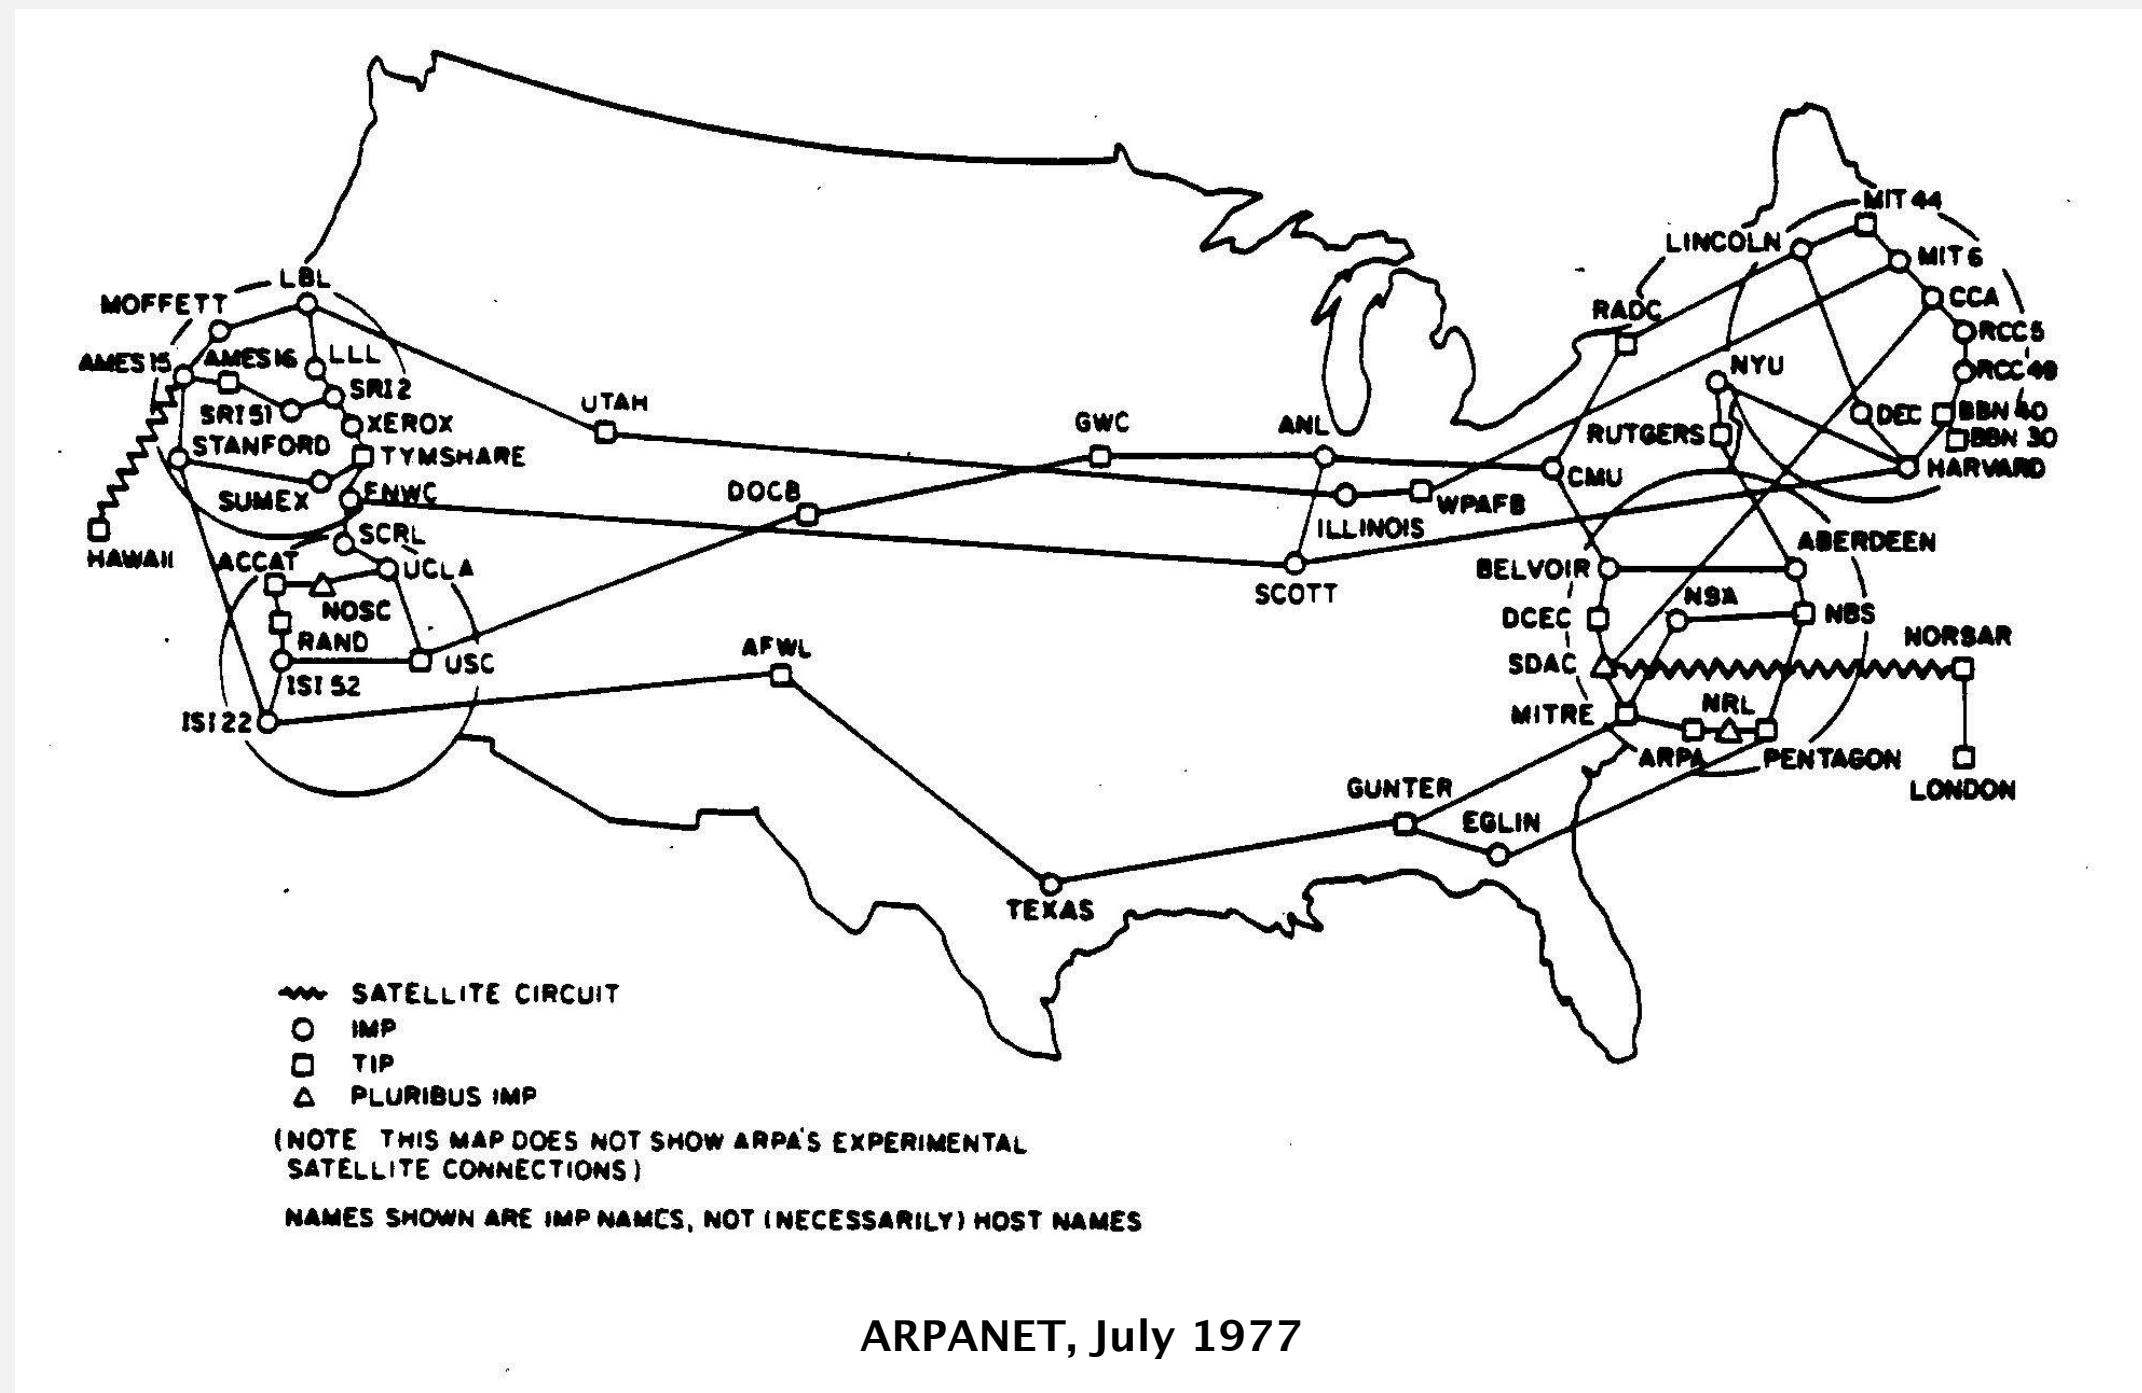 MIT 44
LINCOLN
MIT 6
LBL
CCA
MOFFETT
RADC
RCC 5
AMES 15
AMES 16
LLL
NYU
RCC 49
SRI 2
UTAH
SRI 51
XEROX
GWC
ANL
RUTGERS
DEC
BBN 40
BBN 30
STANFORD
TYMSHARE
CMU
HARVARD
SUMEX
FNWC
DOCB
WPAFB
SCRL
ILLINOIS
ABERDEEN
HAWAII
ACCAT
UCLA
SCOTT
BELVOIR
NOSC
NSA
DCEC
NBS
RAND
USC
AFWL
SDAC
NORSAR
ISI 52
ISI 22
MITRE
NRL
ARPA
PENTAGON
LONDON
GUNTER
EGLIN
TEXAS
SATELLITE CIRCUIT
IMP
TIP
PLURIBUS IMP
(NOTE THIS MAP DOES NOT SHOW ARPA'S EXPERIMENTAL
SATELLITE CONNECTIONS)
NAMES SHOWN ARE IMP NAMES, NOT (NECESSARILY) HOST NAMES
ARPANET, July 1977